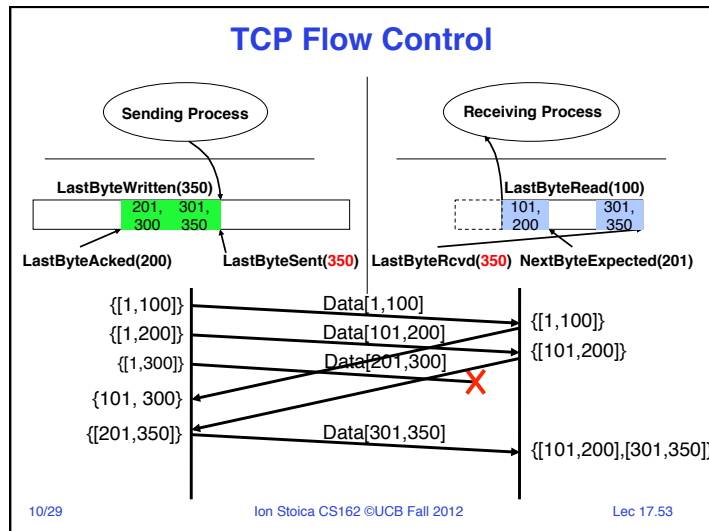 TCP Flow Control
Sending Process
Receiving Process
LastByteWritten(350)
LastByteRead(100)
201, 301,
300 350
101, 301,
200 350
LastByteAcked(200)
LastByteSent(350)
LastByteRcvd(350)
NextByteExpected(201)
{[1,100]}
Data[1,100]
{[1,100]}
{[1,200]}
Data[101,200]
{[101,200]}
{[1,300]}
Data[201,300]
{101, 300}
{[201,350]}
Data[301,350]
{[101,200],[301,350]}
10/29
Ion Stoica CS162 ©UCB Fall 2012
Lec 17.53